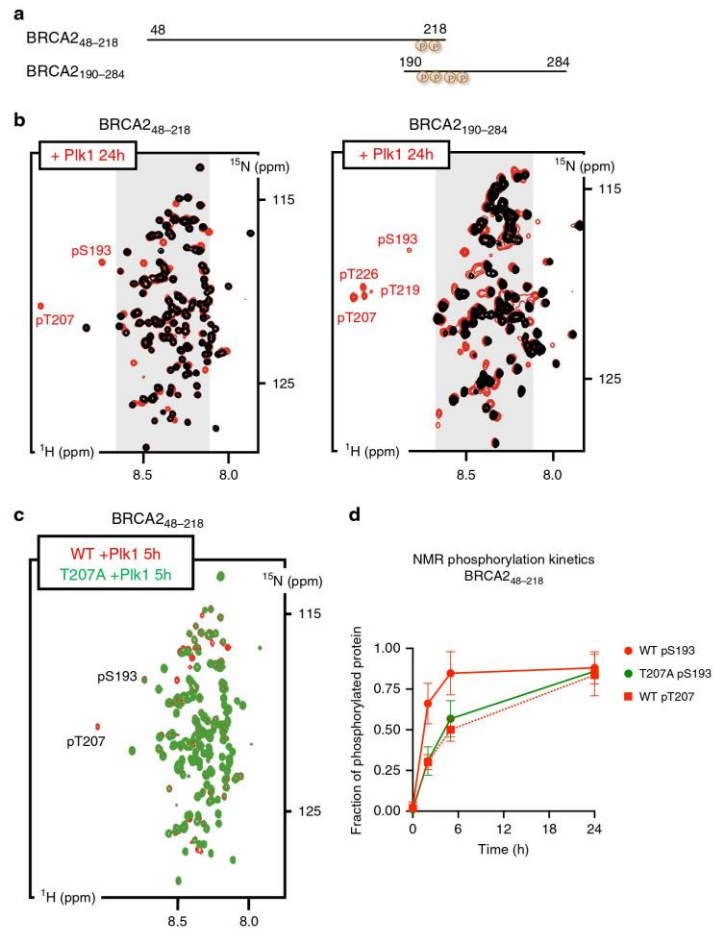 a
48 218
BRCA2₄₈₋₂₁₈
P P
190 284
BRCA2₁₉₀₋₂₈₄
P P P P
b
BRCA2₄₈₋₂₁₈
+ Plk1 24h
¹⁵N (ppm)
115
pS193
pT207
125
¹H (ppm)
8.5 8.0
BRCA2₁₉₀₋₂₈₄
+ Plk1 24h
¹⁵N (ppm)
115
pS193
pT226
pT219
pT207
125
¹H (ppm)
8.5 8.0
c
BRCA2₄₈₋₂₁₈
WT +Plk1 5h
T207A +Plk1 5h
¹⁵N (ppm)
115
pS193
pT207
125
¹H (ppm)
8.5 8.0
d
NMR phosphorylation kinetics
BRCA2₄₈₋₂₁₈
Fraction of phosphorylated protein
1.00
0.75
0.50
0.25
0.00
0 6 12 18 24
Time (h)
WT pS193
T207A pS193
WT pT207